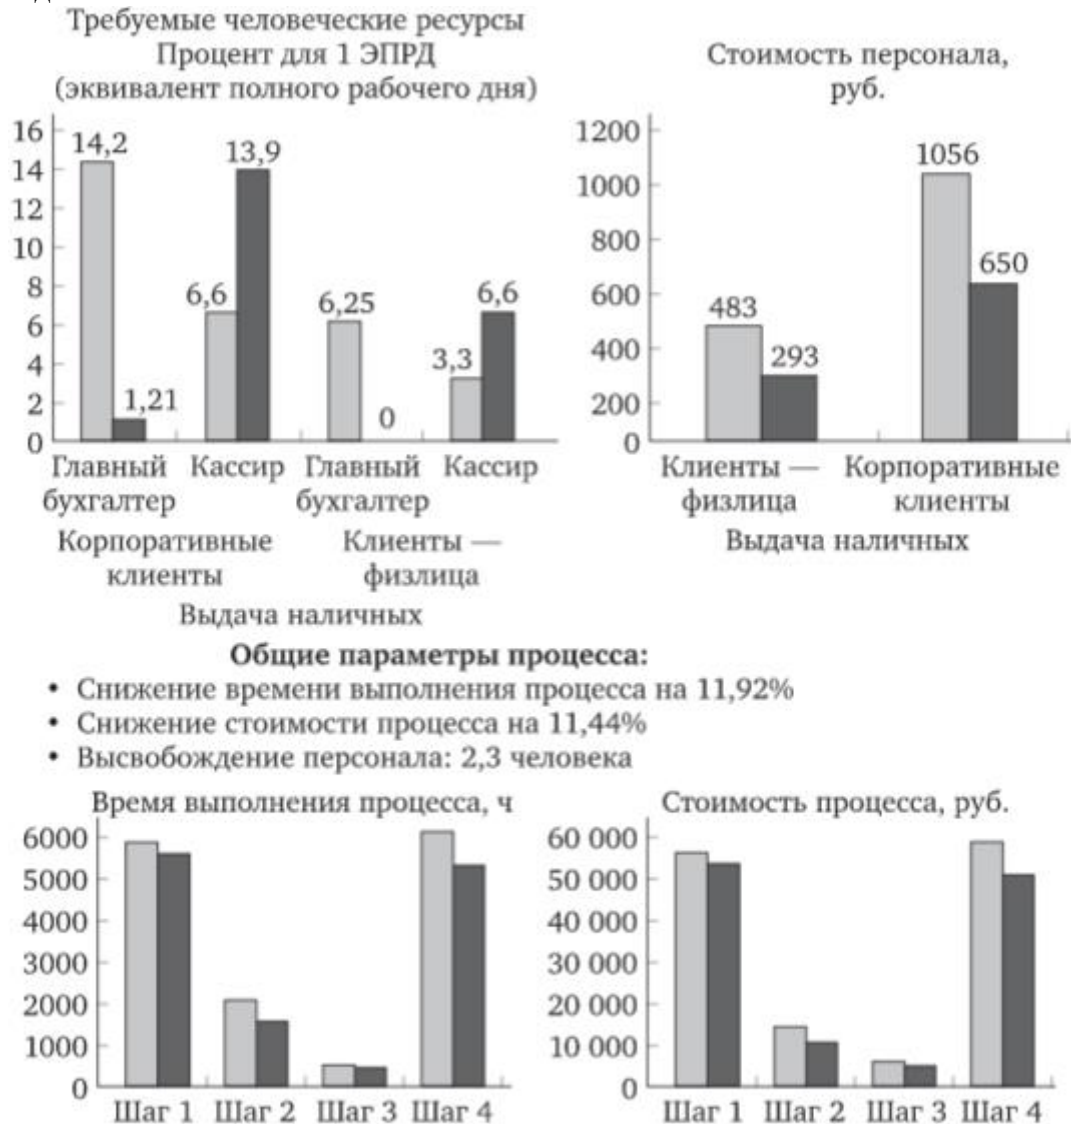 Требуемые человеческие ресурсы
Процент для 1 ЭПРД
(эквивалент полного рабочего дня)
16
14
12
10
8
6
4
2
0
14,2
1,21
6,6
13,9
6,25
0
3,3
6,6
Главный бухгалтер
Кассир
Главный бухгалтер
Кассир
Корпоративные
клиенты
Клиенты —
физлица
Выдача наличных
Стоимость персонала,
руб.
1200
1000
800
600
400
200
0
483
293
1056
650
Клиенты —
физлица
Корпоративные
клиенты
Выдача наличных
Общие параметры процесса:
• Снижение времени выполнения процесса на 11,92%
• Снижение стоимости процесса на 11,44%
• Высвобождение персонала: 2,3 человека
Время выполнения процесса, ч
6000
5000
4000
3000
2000
1000
0
Шаг 1 Шаг 2 Шаг 3 Шаг 4
Стоимость процесса, руб.
60 000
50 000
40 000
30 000
20 000
10 000
0
Шаг 1 Шаг 2 Шаг 3 Шаг 4